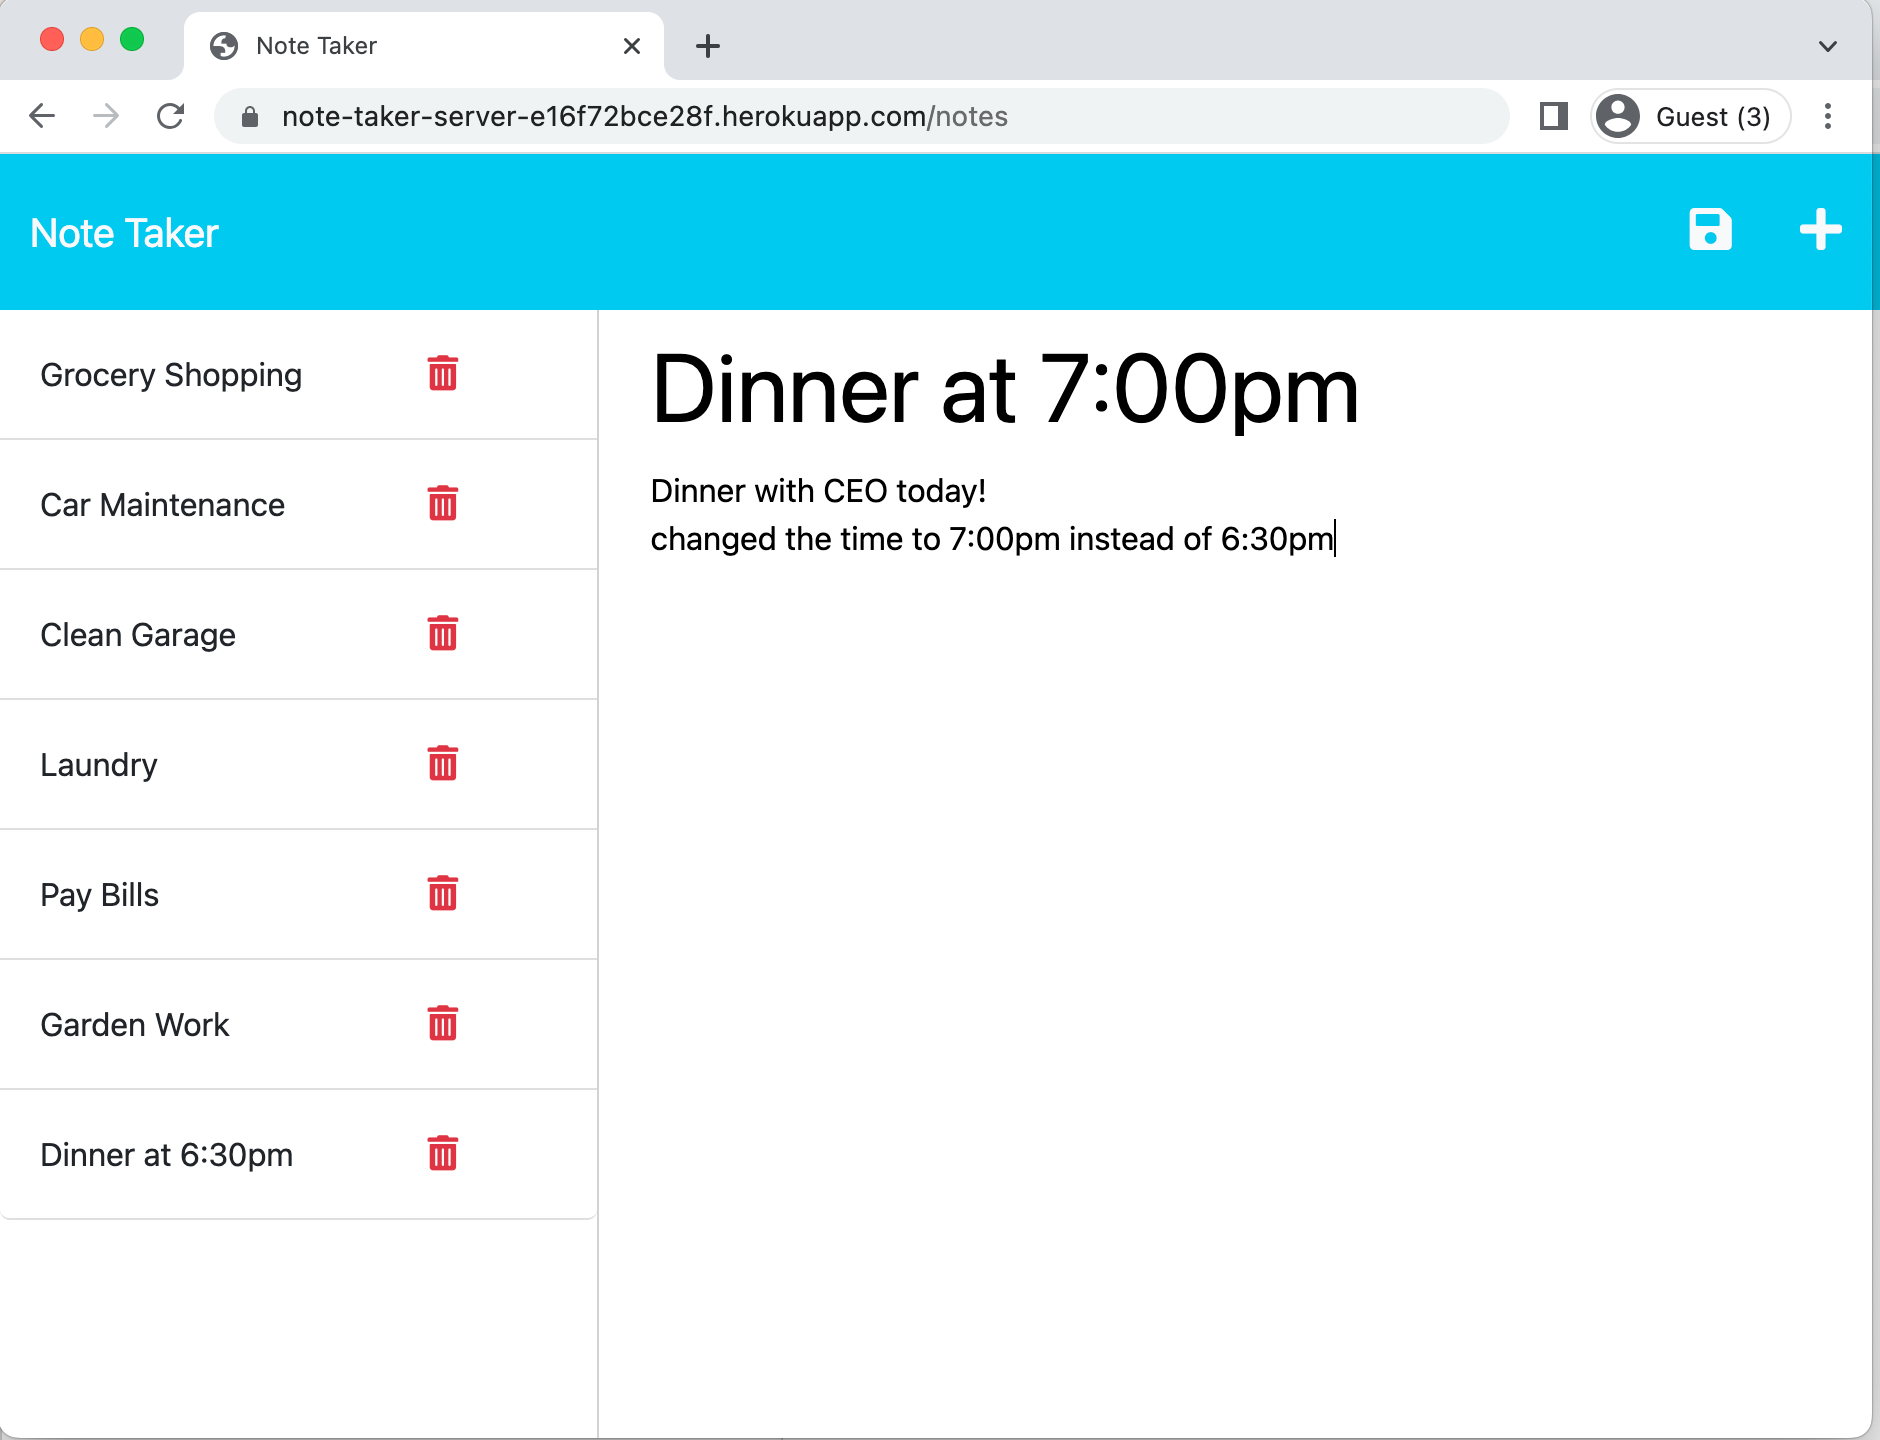 Note Taker
note-taker-server-e16f72bce28f.herokuapp.com/notes
Guest (3)
Note Taker
Grocery Shopping
Car Maintenance
Clean Garage
Laundry
Pay Bills
Garden Work
Dinner at 6:30pm
Dinner at 7:00pm
Dinner with CEO today!
changed the time to 7:00pm instead of 6:30pm